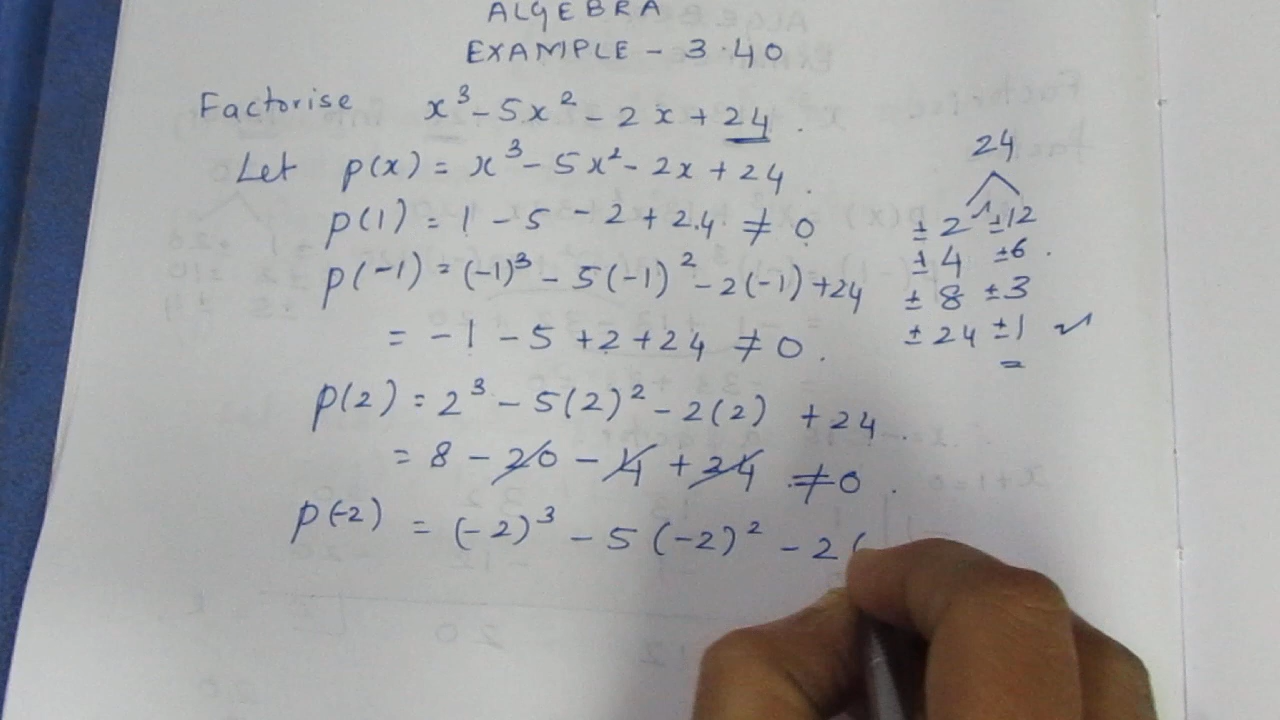 ALGEBRA
EXAMPLE - 3.40
Factorise x³ - 5x² - 2x + 24.
Let p(x) = x³ - 5x² - 2x + 24.
p(1) = 1 - 5 - 2 + 24 ≠ 0
p(-1) = (-1)³ - 5(-1)² - 2(-1) + 24
= -1 - 5 + 2 + 24 ≠ 0.
p(2) = 2³ - 5(2)² - 2(2) + 24.
= 8 - 20 - 4 + 24 ≠ 0.
p(-2) = (-2)³ - 5(-2)² - 2(
24
±2 ±12
±4 ±6.
±8 ±3
±24 ±1 ✓